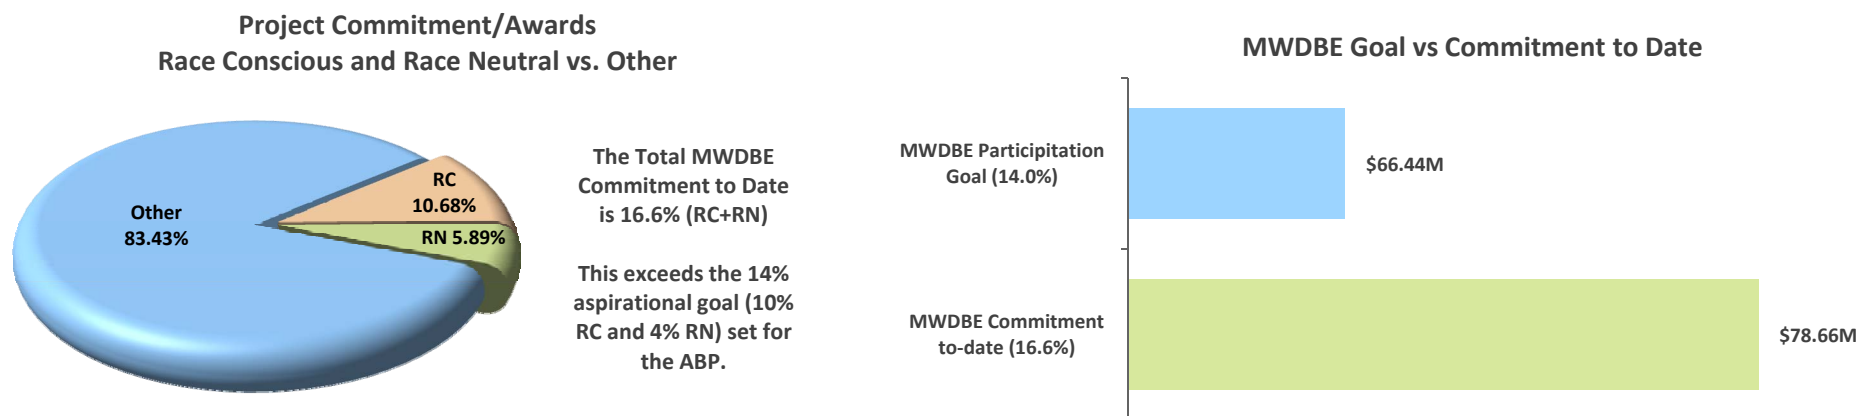 Project Commitment/Awards
Race Conscious and Race Neutral vs. Other
Other
83.43%
RC
10.68%
RN 5.89%
The Total MWDBE
Commitment to Date
is 16.6% (RC+RN)
This exceeds the 14%
aspirational goal (10%
RC and 4% RN) set for
the ABP.
MWDBE Goal vs Commitment to Date
MWDBE Participitation
Goal (14.0%)
$66.44M
MWDBE Commitment
to-date (16.6%)
$78.66M